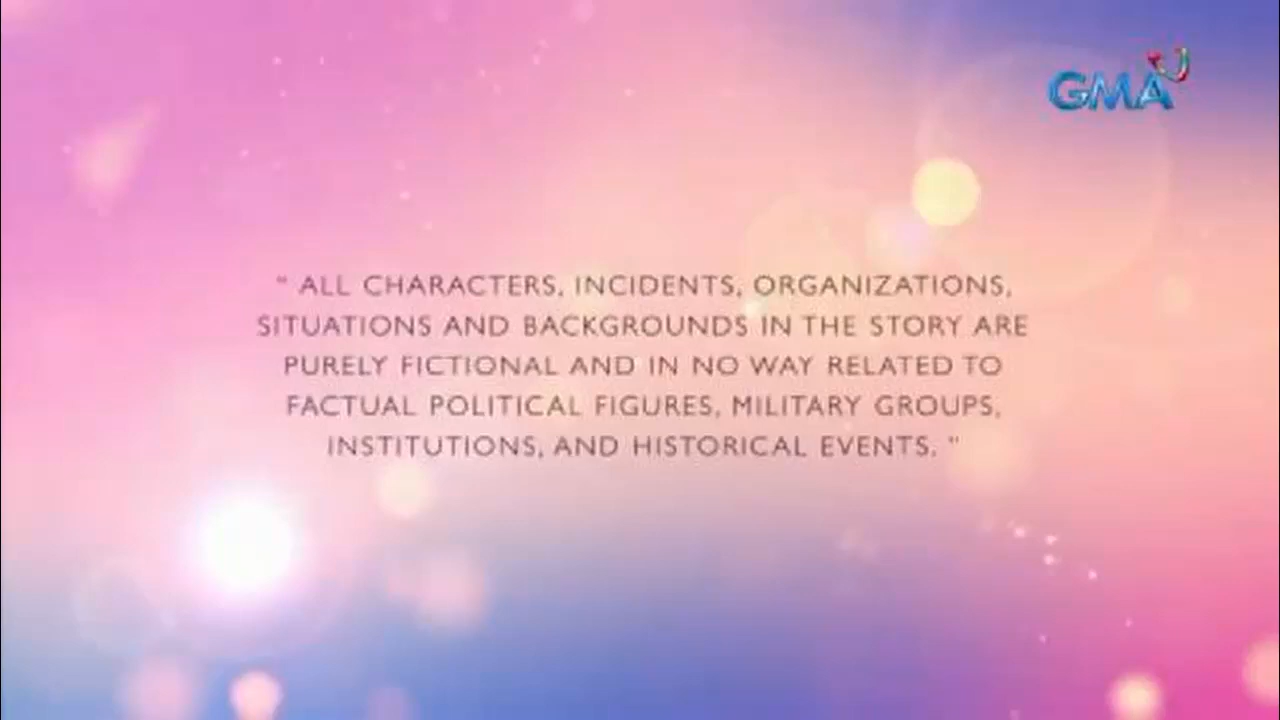 GMA
" ALL CHARACTERS, INCIDENTS, ORGANIZATIONS,
SITUATIONS AND BACKGROUNDS IN THE STORY ARE
PURELY FICTIONAL AND IN NO WAY RELATED TO
FACTUAL POLITICAL FIGURES, MILITARY GROUPS,
INSTITUTIONS, AND HISTORICAL EVENTS. "